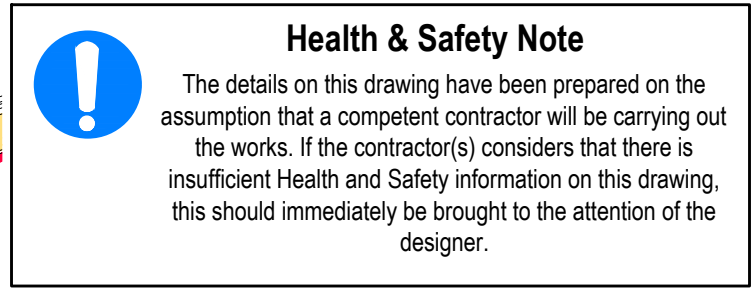 Health & Safety Note
The details on this drawing have been prepared on the
assumption that a competent contractor will be carrying out
the works. If the contractor(s) considers that there is
insufficient Health and Safety information on this drawing,
this should immediately be brought to the attention of the
designer.